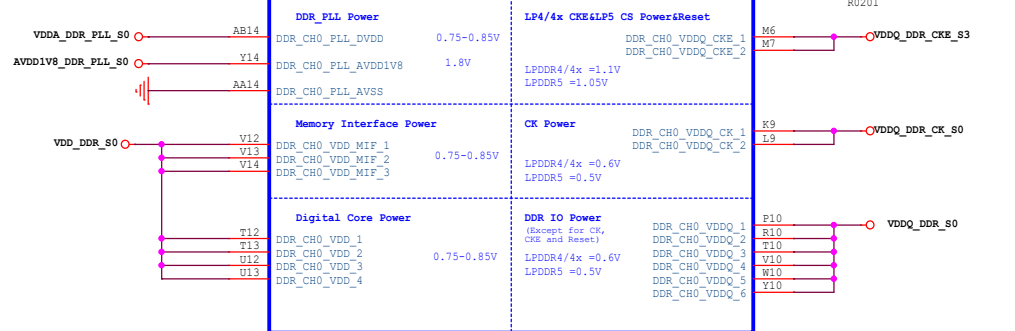 R0201
DDR_PLL Power
VDDA_DDR_PLL_S0
AB14
DDR_CH0_PLL_DVDD
0.75-0.85V
AVDD1V8_DDR_PLL_S0
Y14
DDR_CH0_PLL_AVDD1V8
1.8V
AA14
DDR_CH0_PLL_AVSS
LP4/4x CKE&LP5 CS Power&Reset
DDR_CH0_VDDQ_CKE_1
M6
VDDQ_DDR_CKE_S3
DDR_CH0_VDDQ_CKE_2
M7
LPDDR4/4x =1.1V
LPDDR5 =1.05V
Memory Interface Power
VDD_DDR_S0
V12
DDR_CH0_VDD_MIF_1
V13
DDR_CH0_VDD_MIF_2
V14
DDR_CH0_VDD_MIF_3
0.75-0.85V
CK Power
DDR_CH0_VDDQ_CK_1
K9
VDDQ_DDR_CK_S0
DDR_CH0_VDDQ_CK_2
L9
LPDDR4/4x =0.6V
LPDDR5 =0.5V
Digital Core Power
T12
DDR_CH0_VDD_1
T13
DDR_CH0_VDD_2
U12
DDR_CH0_VDD_3
U13
DDR_CH0_VDD_4
0.75-0.85V
DDR IO Power
(Except for CK,
CKE and Reset)
LPDDR4/4x =0.6V
LPDDR5 =0.5V
DDR_CH0_VDDQ_1
P10
VDDQ_DDR_S0
DDR_CH0_VDDQ_2
R10
DDR_CH0_VDDQ_3
T10
DDR_CH0_VDDQ_4
V10
DDR_CH0_VDDQ_5
W10
DDR_CH0_VDDQ_6
Y10